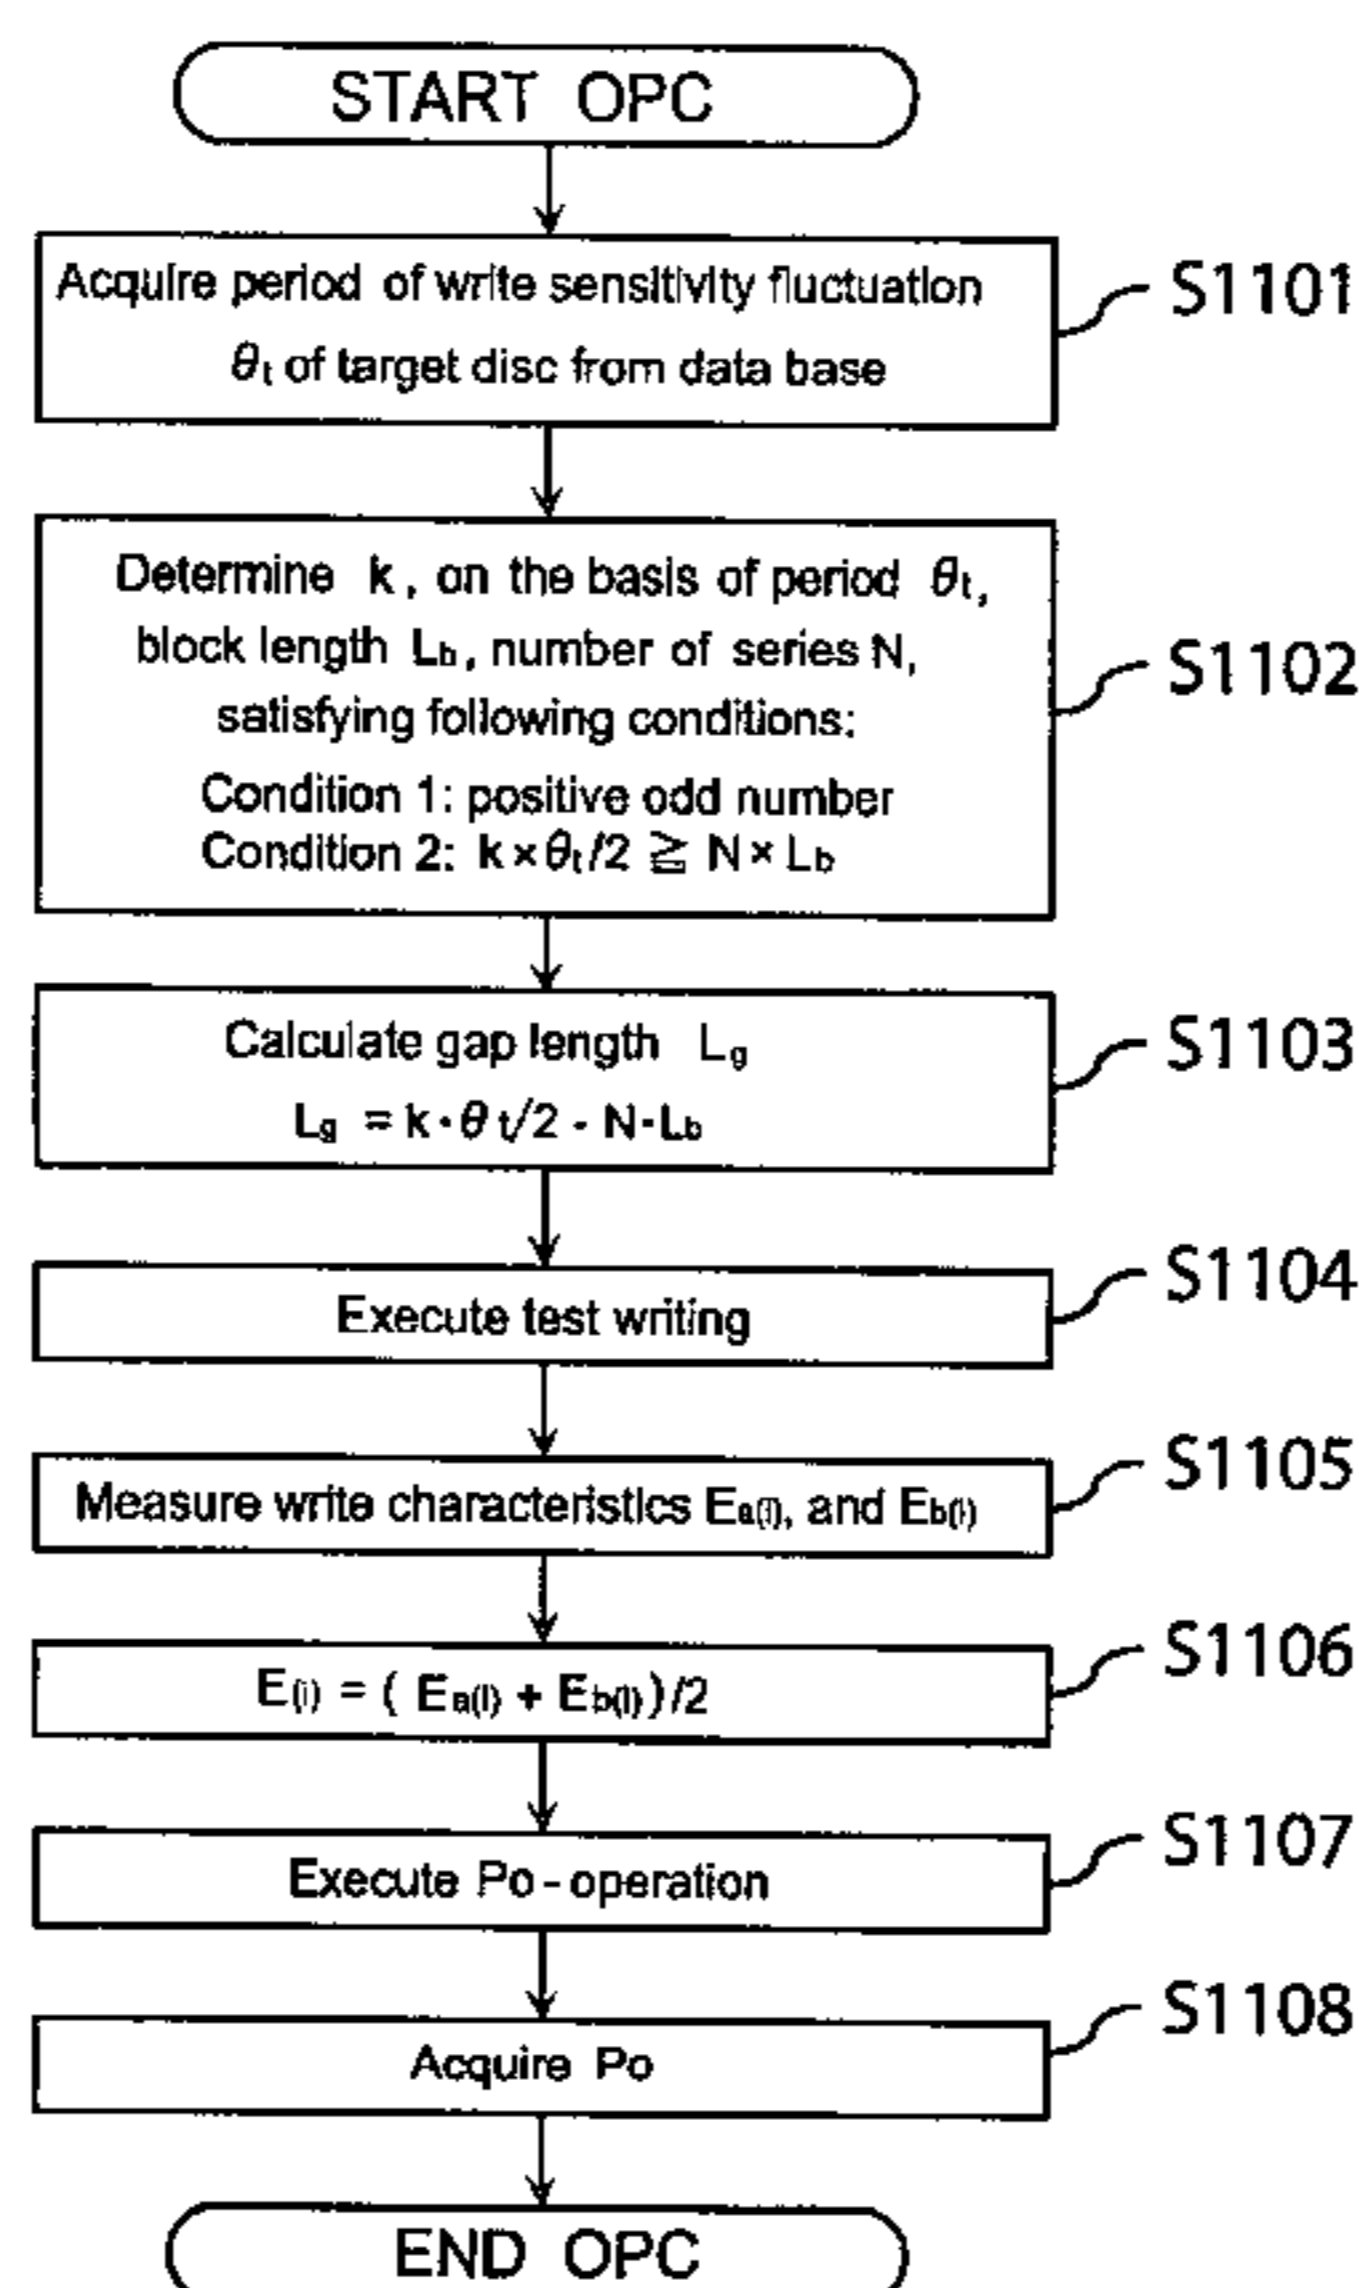 START OPC
Acquire period of write sensitivity fluctuation
θt of target disc from data base
S1101
Determine k, on the basis of period θt,
block length Lb, number of series N,
satisfying following conditions:
Condition 1: positive odd number
Condition 2: k×θt/2 ≧ N×Lb
S1102
Calculate gap length Lg
Lg = k·θt/2 - N·Lb
S1103
Execute test writing
S1104
Measure write characteristics Ea(i), and Eb(i)
S1105
E(i) = ( Ea(i) + Eb(i))/2
S1106
Execute Po-operation
S1107
Acquire Po
S1108
END OPC